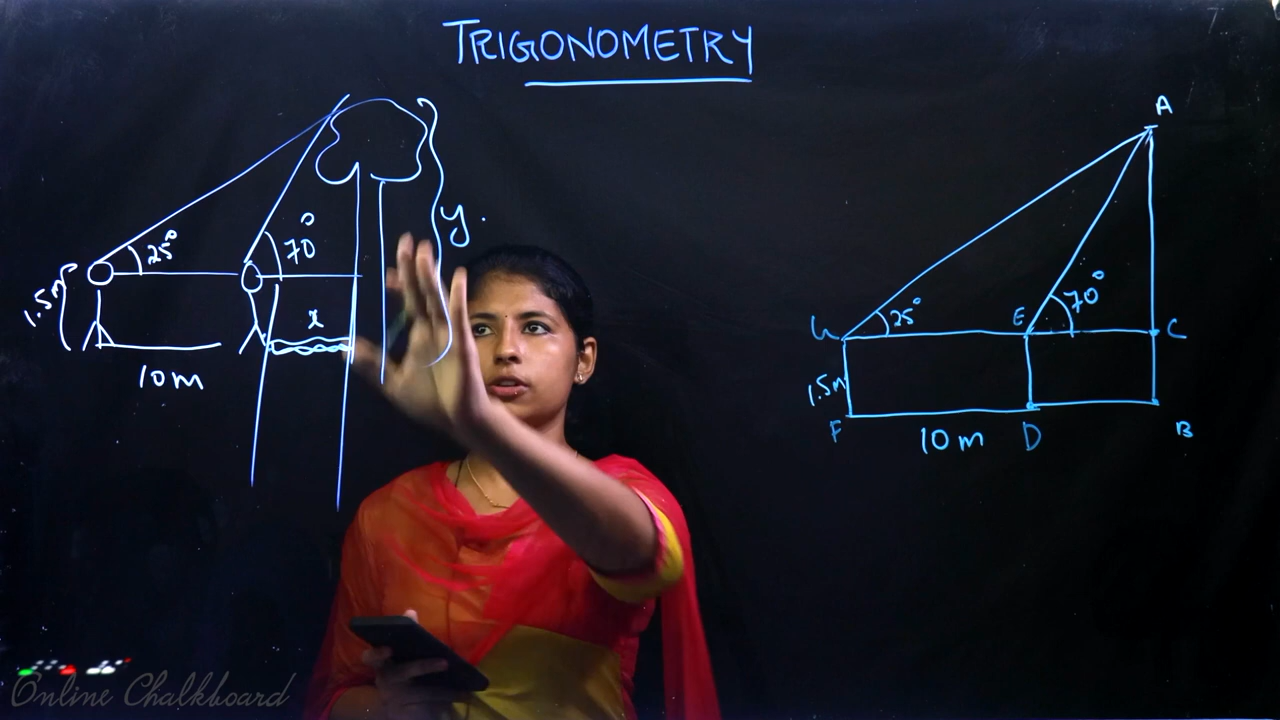 TRIGONOMETRY
25°
70°
y.
1.5m
x
10m
A
G
25°
E
70°
C
1.5m
F
10m
D
B
Online Chalkboard